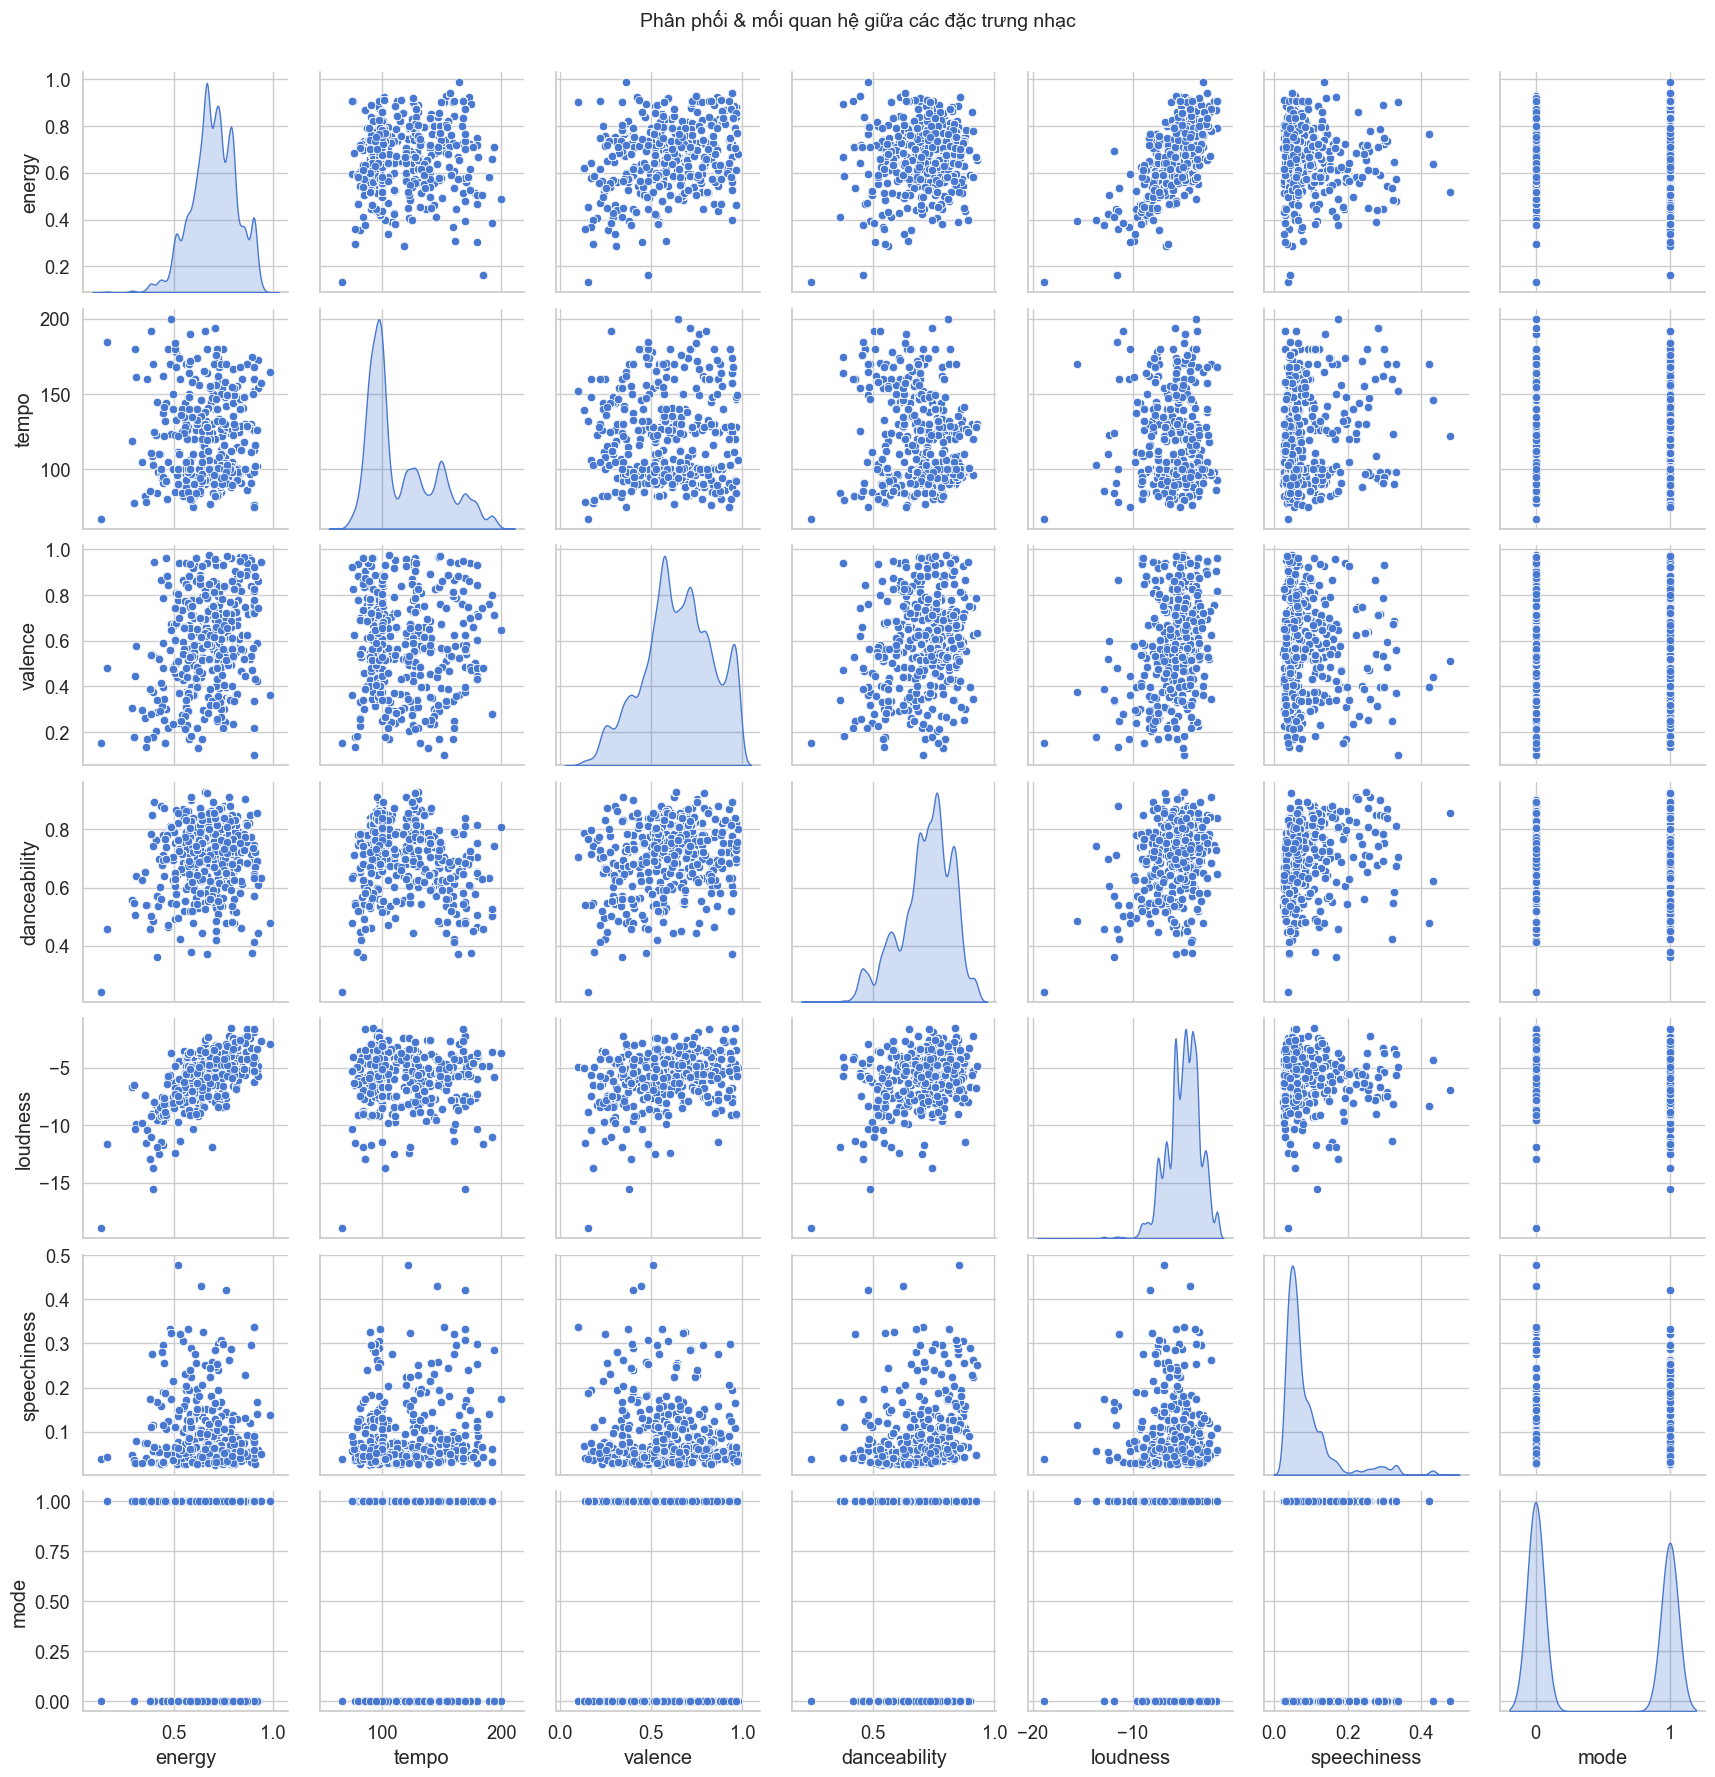 Phân phối & mối quan hệ giữa các đặc trưng nhạc
1.0
0.8
0.6
0.4
0.2
energy
200
150
100
tempo
1.0
0.8
0.6
0.4
0.2
valence
0.8
0.6
0.4
danceability
−5
−10
−15
loudness
0.5
0.4
0.3
0.2
0.1
speechiness
1.00
0.75
0.50
0.25
0.00
mode
0.5 1.0 100 200 0.0 0.5 1.0 0.5 1.0 −20 −10 0.0 0.2 0.4 0 1
energy tempo valence danceability loudness speechiness mode